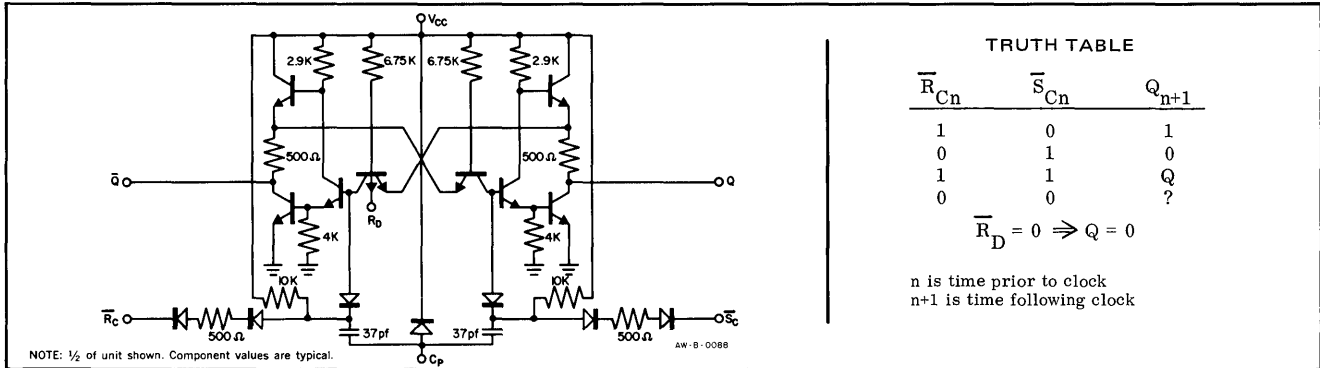 V_CC
2.9K 6.75K 6.75K 2.9K
500Ω 500Ω
Q̅ Q
R_D
4K 4K
10K 10K
R̅_C S̅_C
500Ω 37pf 37pf 500Ω
AW-B-0088
NOTE: ½ of unit shown. Component values are typical. C_P
TRUTH TABLE
R̅_Cn S̅_Cn Q_n+1
1 0 1
0 1 0
1 1 Q
0 0 ?
R̅_D = 0 ⇒ Q = 0
n is time prior to clock
n+1 is time following clock